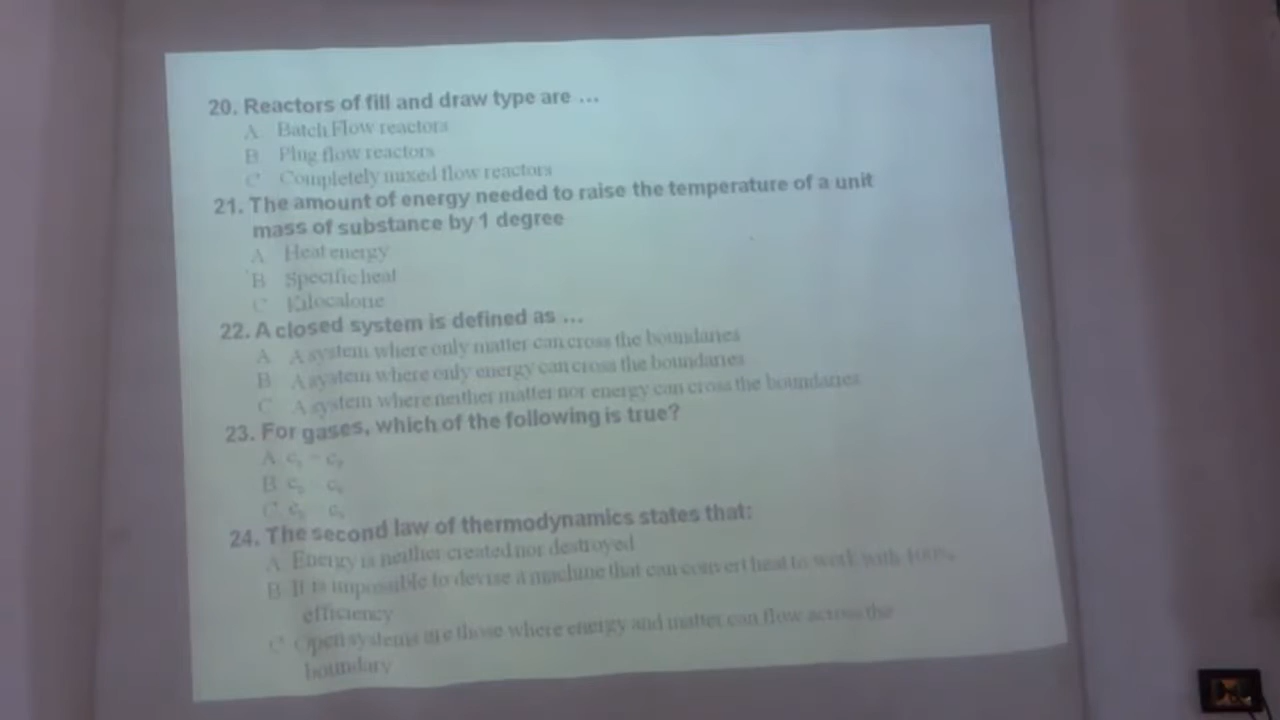 20. Reactors of fill and draw type are ...
A Batch Flow reactors
B Plug flow reactors
C Completely mixed flow reactors
21. The amount of energy needed to raise the temperature of a unit
mass of substance by 1 degree
A Heat energy
B Specific heat
C Kilocalorie
22. A closed system is defined as ...
A A system where only matter can cross the boundaries
B A system where only energy can cross the boundaries
C A system where neither matter nor energy can cross the boundaries
23. For gases, which of the following is true?
A
B
C
24. The second law of thermodynamics states that:
A Energy is neither created nor destroyed
B It is impossible to devise a machine that can convert heat to work with 100%
efficiency
C Open systems are those where energy and matter can flow across the
boundary